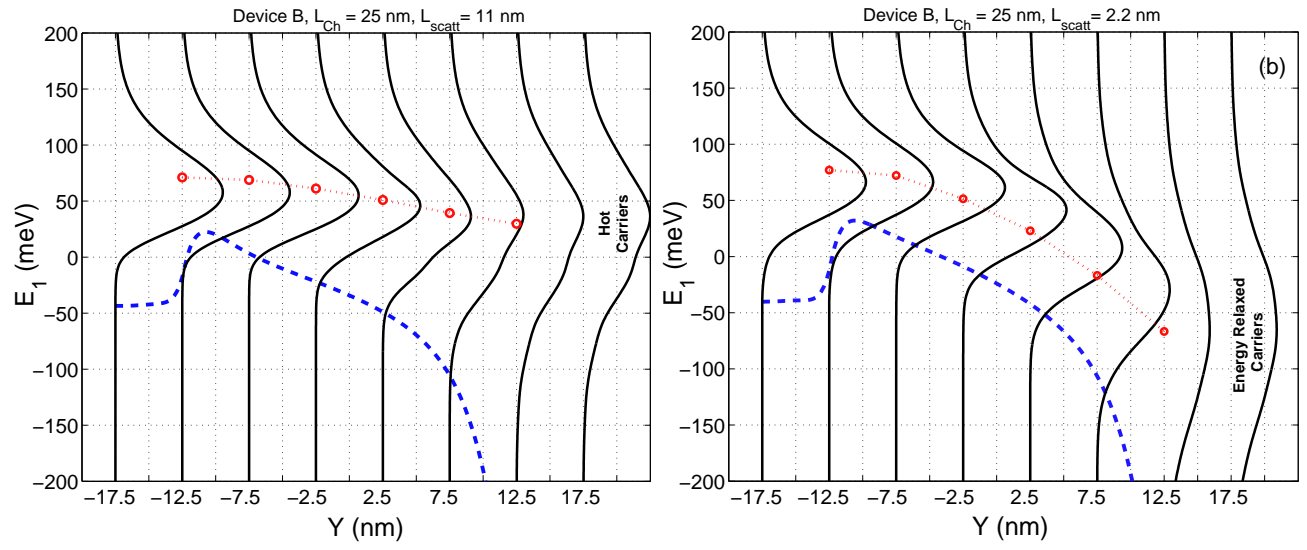 Device B, L_Ch = 25 nm, L_scatt = 11 nm
200
150
100
50
0
−50
−100
−150
−200
E_1 (meV)
Hot
Carriers
−17.5 −12.5 −7.5 −2.5 2.5 7.5 12.5 17.5
Y (nm)
Device B, L_Ch = 25 nm, L_scatt = 2.2 nm
(b)
200
150
100
50
0
−50
−100
−150
−200
E_1 (meV)
Energy Relaxed
Carriers
−17.5 −12.5 −7.5 −2.5 2.5 7.5 12.5 17.5
Y (nm)